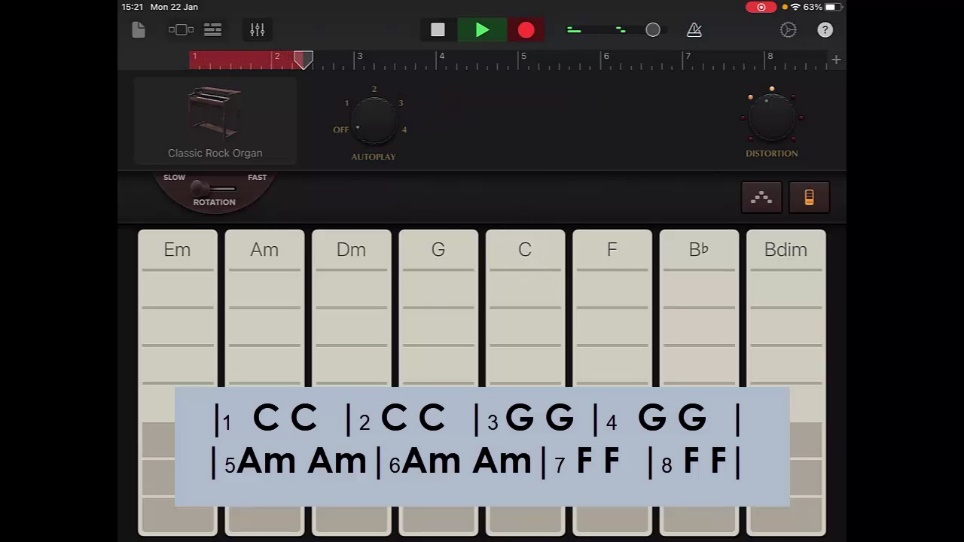 15:21 Mon 22 Jan 63%
1 2 3 4 5 6 7 8 +
?
2
1 3
OFF 4
AUTOPLAY
DISTORTION
Classic Rock Organ
SLOW FAST
ROTATION
Em Am Dm G C F B♭ Bdim
|1 C C |2 C C |3 G G |4 G G |
|5 Am Am |6 Am Am |7 F F |8 F F|